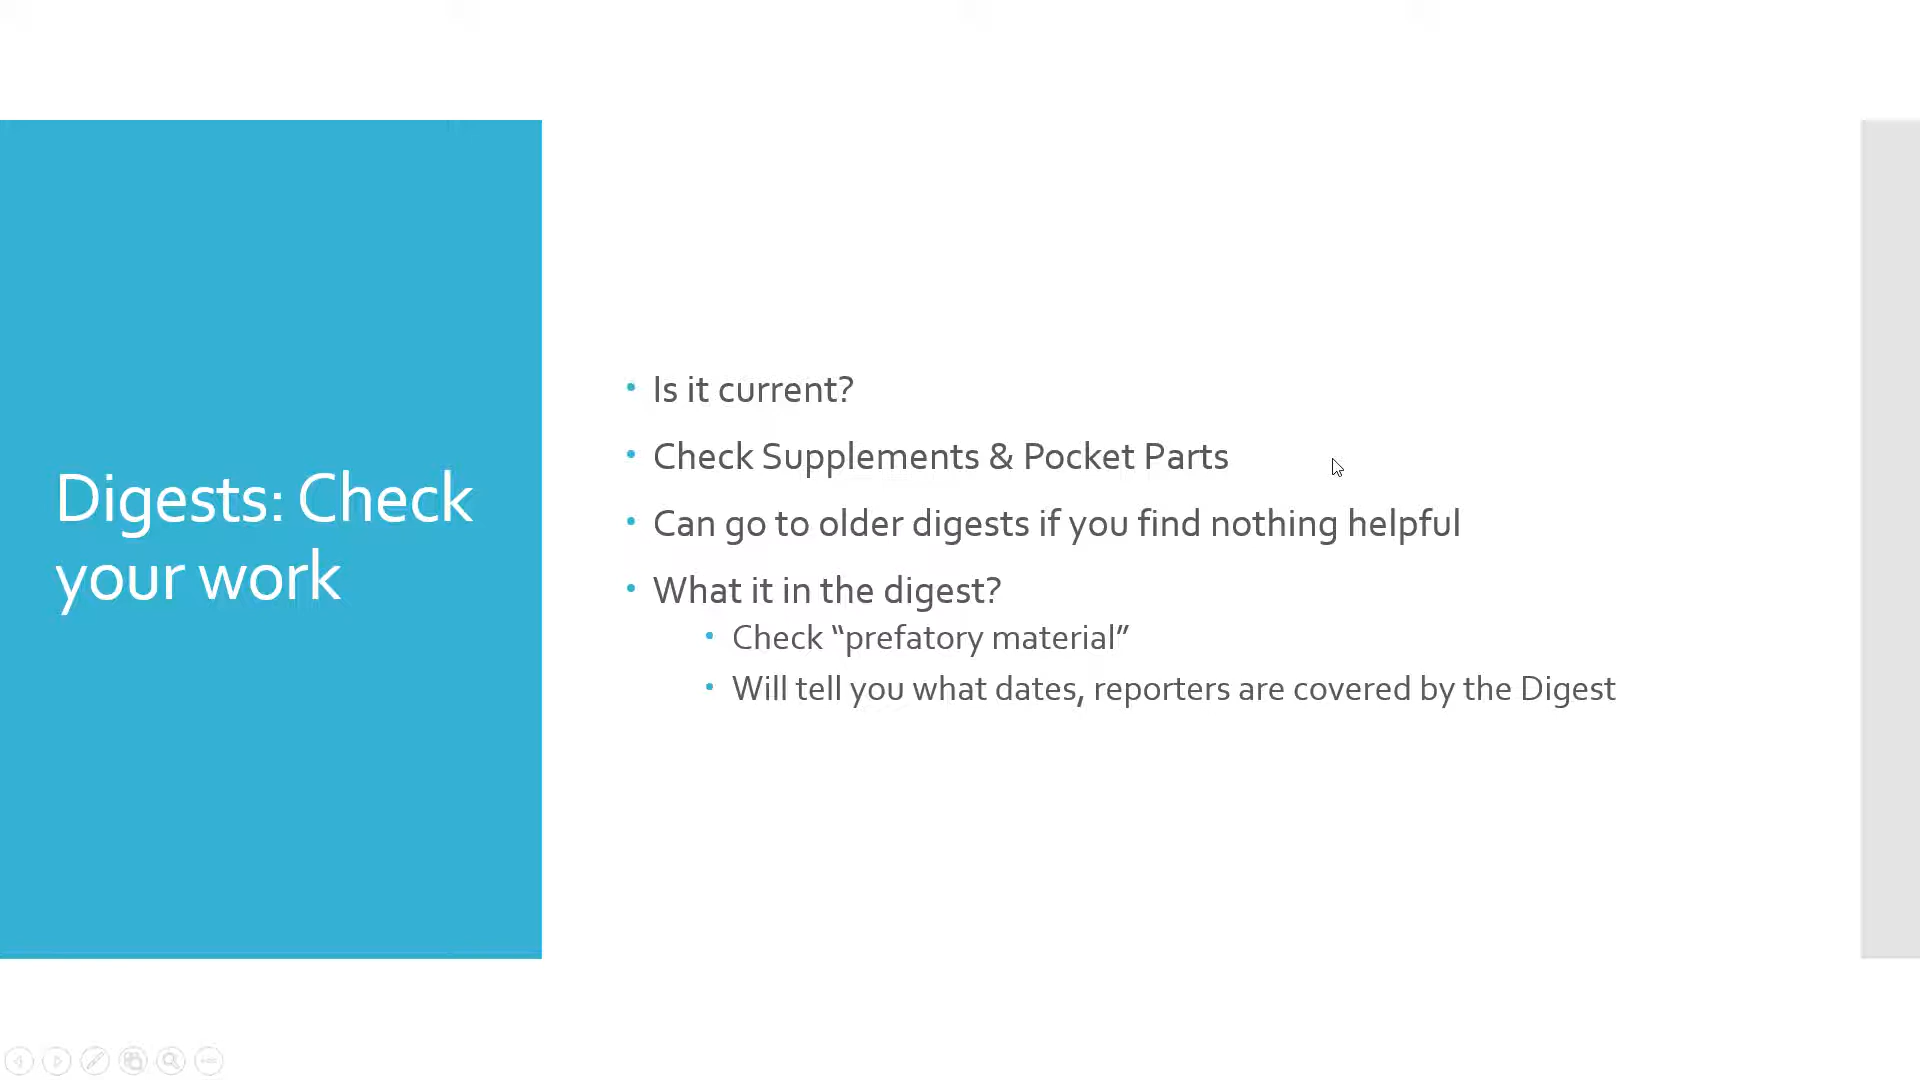 Digests: Check
your work
• Is it current?
• Check Supplements & Pocket Parts
• Can go to older digests if you find nothing helpful
• What it in the digest?
• Check “prefatory material”
• Will tell you what dates, reporters are covered by the Digest